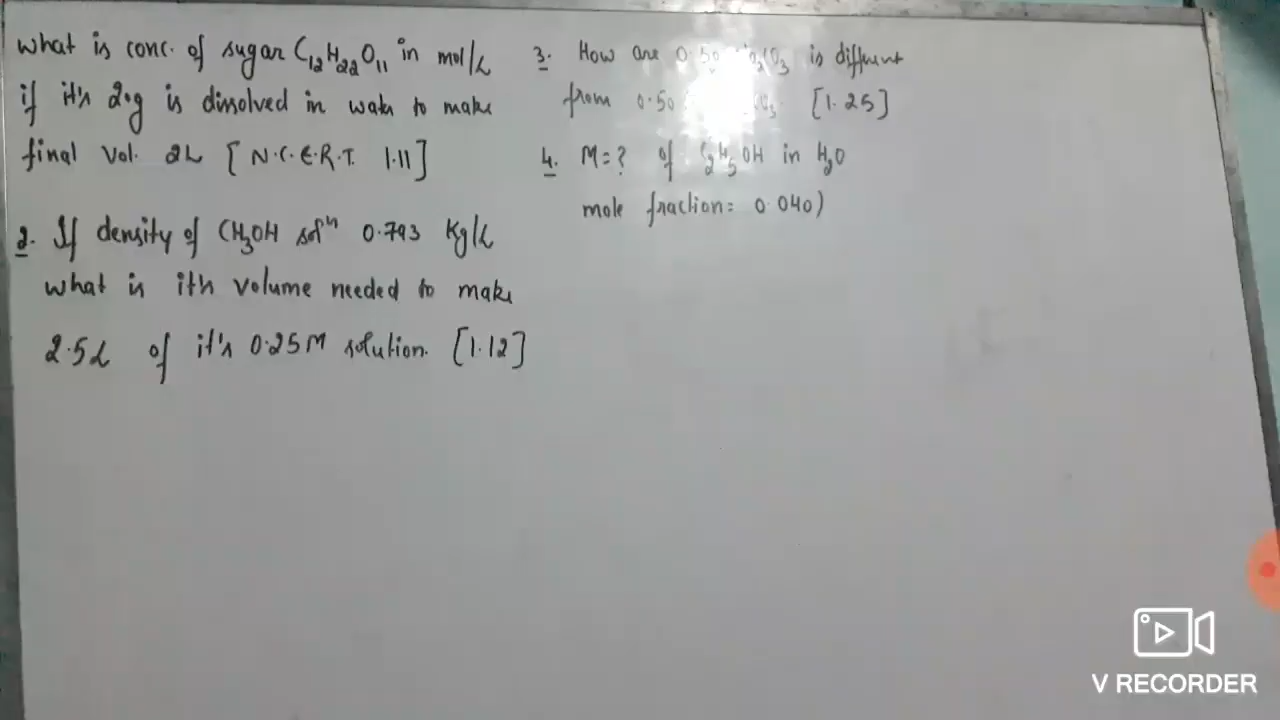 what is conc. of sugar C12H22O11 in mol/L
if it's 20g is dissolved in water to make
final Vol. 2L [N.C.E.R.T. 1.11]
2. If density of CH3OH solⁿ 0.793 Kg/L
what is its volume needed to make
2.5L of it's 0.25M solution. [1.12]
3. How are 0.50 is different
from 0.50 [1.25]
4. M=? of C2H5OH in H2O
mole fraction= 0.040)
V RECORDER